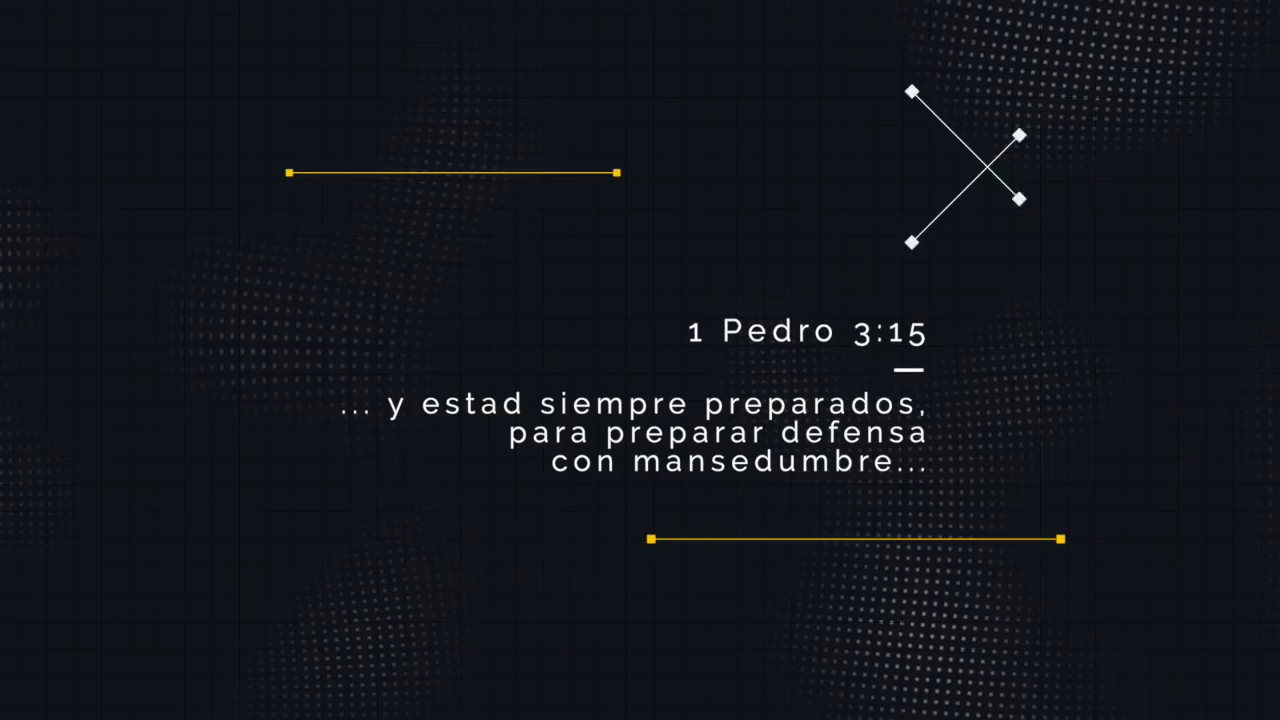 1 Pedro 3:15
... y estad siempre preparados,
para preparar defensa
con mansedumbre...